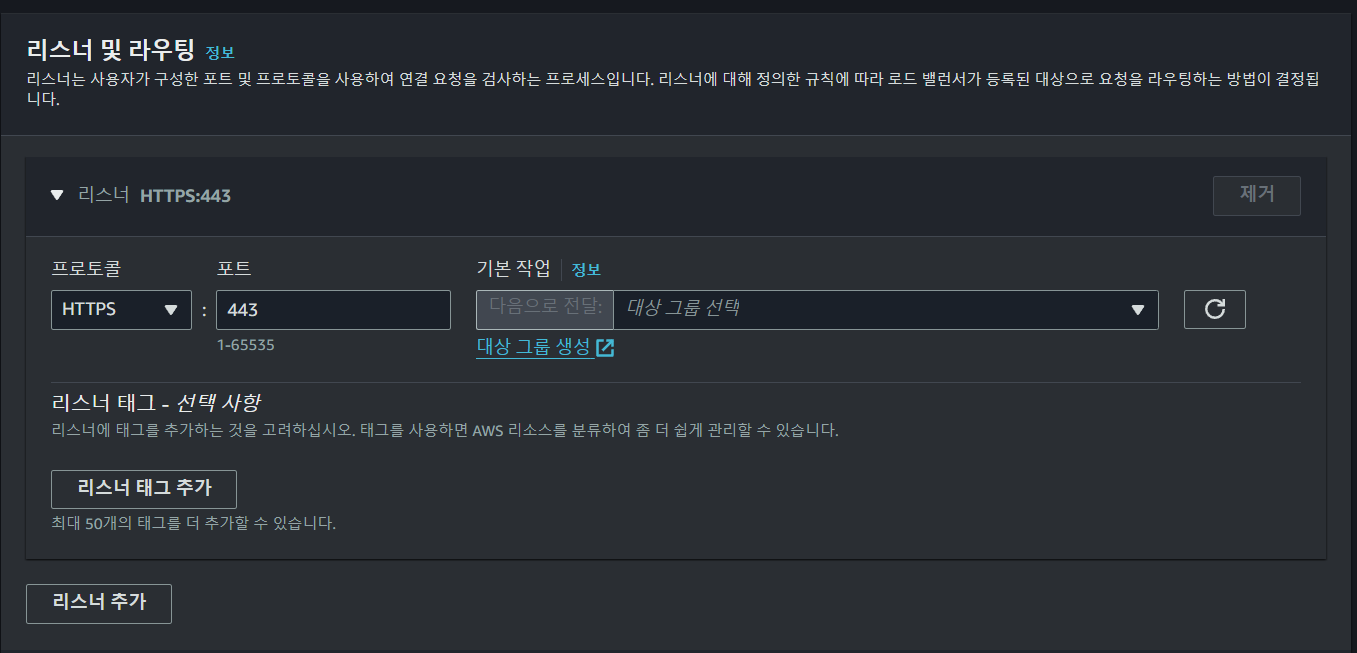 리스너 및 라우팅 정보
리스너는 사용자가 구성한 포트 및 프로토콜을 사용하여 연결 요청을 검사하는 프로세스입니다. 리스너에 대해 정의한 규칙에 따라 로드 밸런서가 등록된 대상으로 요청을 라우팅하는 방법이 결정됩
니다.
리스너 HTTPS:443
제거
프로토콜 포트 기본 작업 정보
HTTPS : 443 다음으로 전달: 대상 그룹 선택
1-65535 대상 그룹 생성
리스너 태그 - 선택 사항
리스너에 태그를 추가하는 것을 고려하십시오. 태그를 사용하면 AWS 리소스를 분류하여 좀 더 쉽게 관리할 수 있습니다.
리스너 태그 추가
최대 50개의 태그를 더 추가할 수 있습니다.
리스너 추가